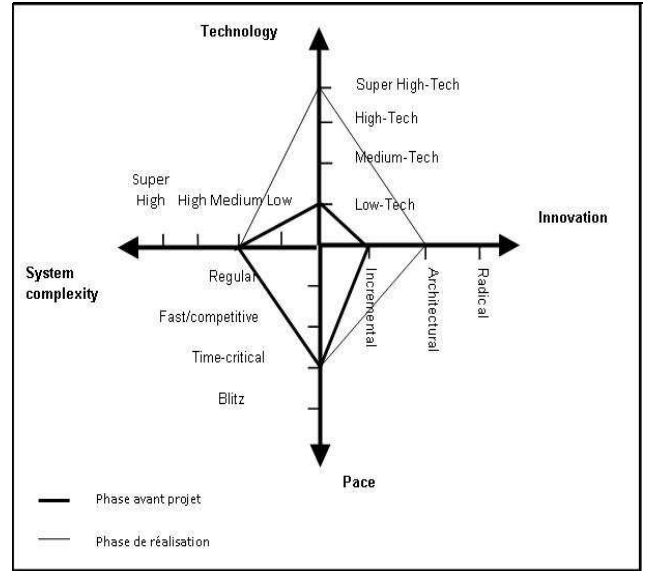 Technology
Super High-Tech
High-Tech
Medium-Tech
Super
High High Medium Low
Low-Tech
Innovation
System
complexity
Regular
Incremental
Architectural
Radical
Fast/competitive
Time-critical
Blitz
Pace
Phase avant projet
Phase de réalisation